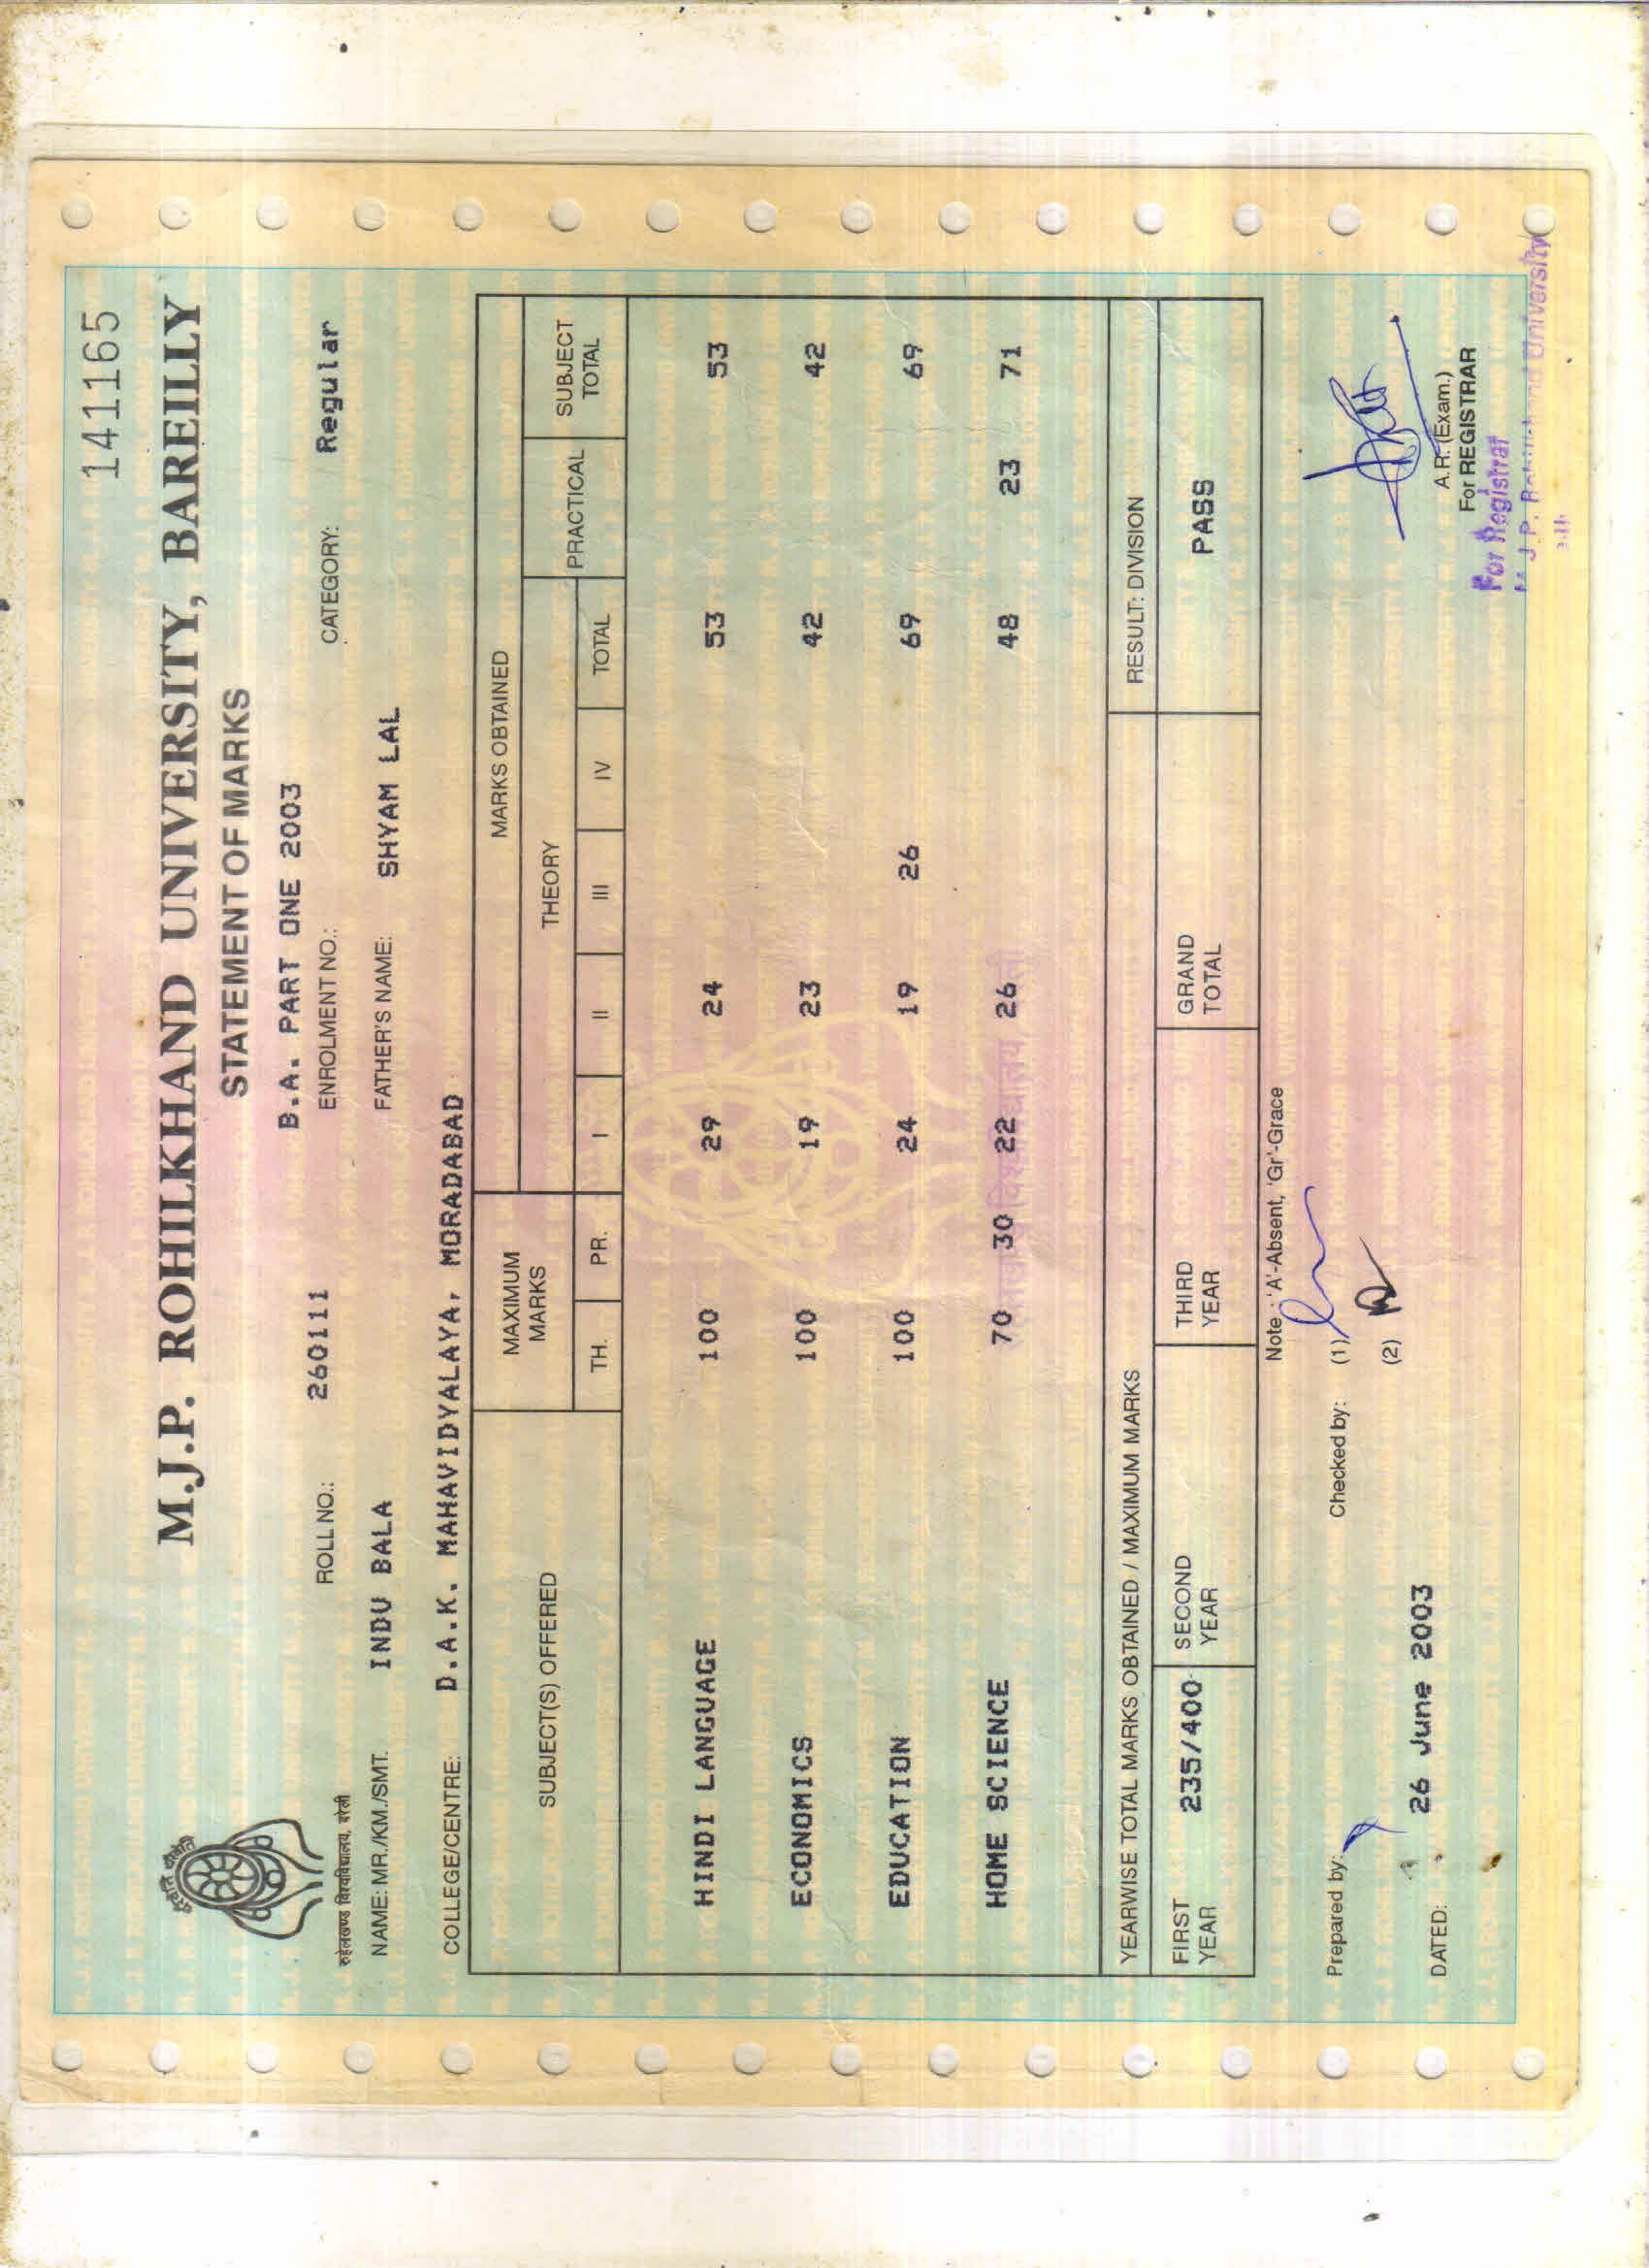 141165
M.J.P. ROHILKHAND UNIVERSITY, BAREILLY
STATEMENT OF MARKS
B.A. PART ONE 2003
रुहेलखण्ड विश्वविद्यालय, बरेली
ROLL NO.: 260111 ENROLMENT NO.: CATEGORY: Regular
NAME: MR./KM./SMT. INDU BALA FATHER'S NAME: SHYAM LAL
COLLEGE/CENTRE: D.A.K. MAHAVIDYALAYA, MORADABAD
SUBJECT(S) OFFERED MAXIMUM MARKS MARKS OBTAINED
THEORY PRACTICAL SUBJECT TOTAL
TH. PR. I II III IV TOTAL
HINDI LANGUAGE 100 29 24 53 53
ECONOMICS 100 19 23 42 42
EDUCATION 100 24 19 26 69 69
HOME SCIENCE 70 30 22 26 48 23 71
YEARWISE TOTAL MARKS OBTAINED / MAXIMUM MARKS RESULT: DIVISION
FIRST YEAR 235/400 SECOND YEAR THIRD YEAR GRAND TOTAL PASS
Note : 'A'-Absent, 'Gr'-Grace
Prepared by: Checked by: (1)
(2)
DATED: 26 June 2003
A.R. (Exam.)
For REGISTRAR
For Registrar
M.J.P. Rohilkhand University